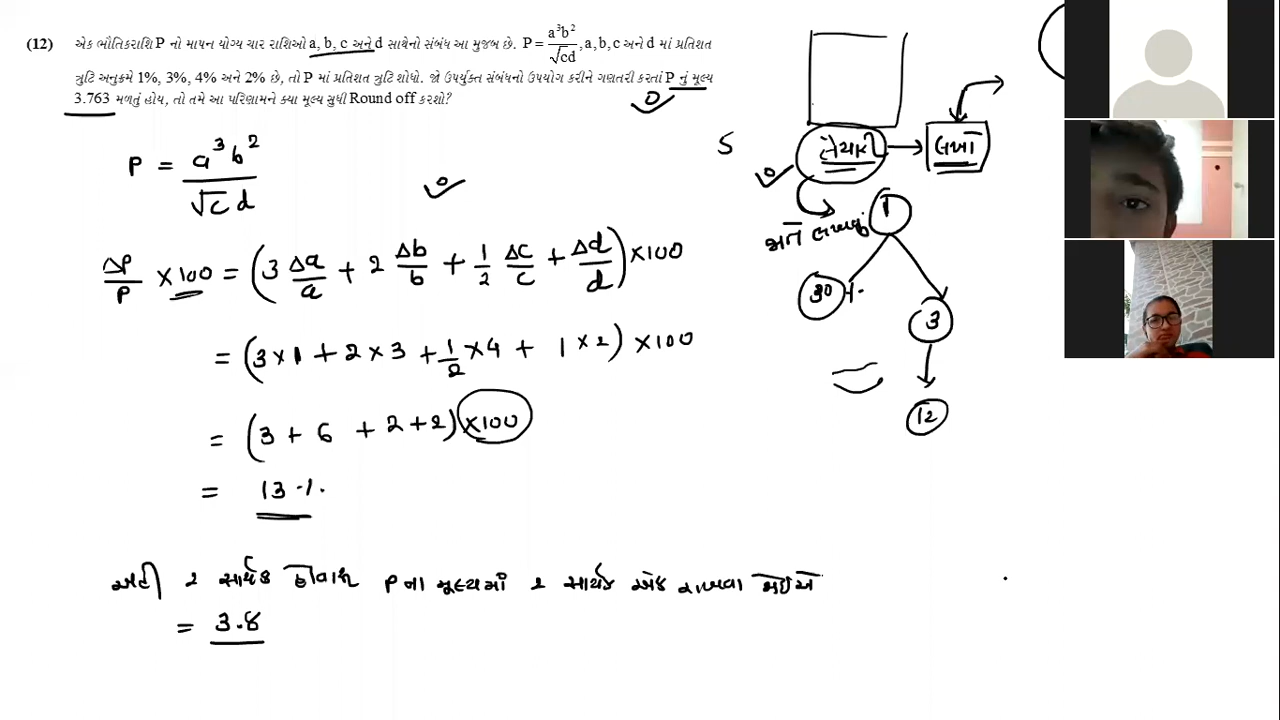 (12) એક ભૌતિકરાશિ P નો માપન યોગ્ય ચાર રાશિઓ a, b, c અને d સાથેનો સંબંધ આ મુજબ છે. P = a³b²/√cd, a, b, c અને d માં પ્રતિશત
ત્રુટિ અનુક્રમે 1%, 3%, 4% અને 2% છે, તો P માં પ્રતિશત ત્રુટિ શોધો. જો ઉપર્યુક્ત સંબંધનો ઉપયોગ કરીને ગણતરી કરતાં P નું મૂલ્ય
3.763 મળતું હોય, તો તમે આ પરિણામને ક્યા મૂલ્ય સુધી Round off કરશો?
P = a³b²/√c d
ΔP/P ×100 = (3 Δa/a + 2 Δb/b + 1/2 Δc/c + Δd/d) ×100
= (3×1 + 2×3 + 1/2×4 + 1×2) ×100
= (3 + 6 + 2+2) ×100
= 13 %.
2 સાર્થક P ના મૂલ્યમાં 2 સાર્થક અંક રાખવા જોઈએ
= 3.8
5
તૈયારી
લખો
અને લખવું
1
30 %.
3
12